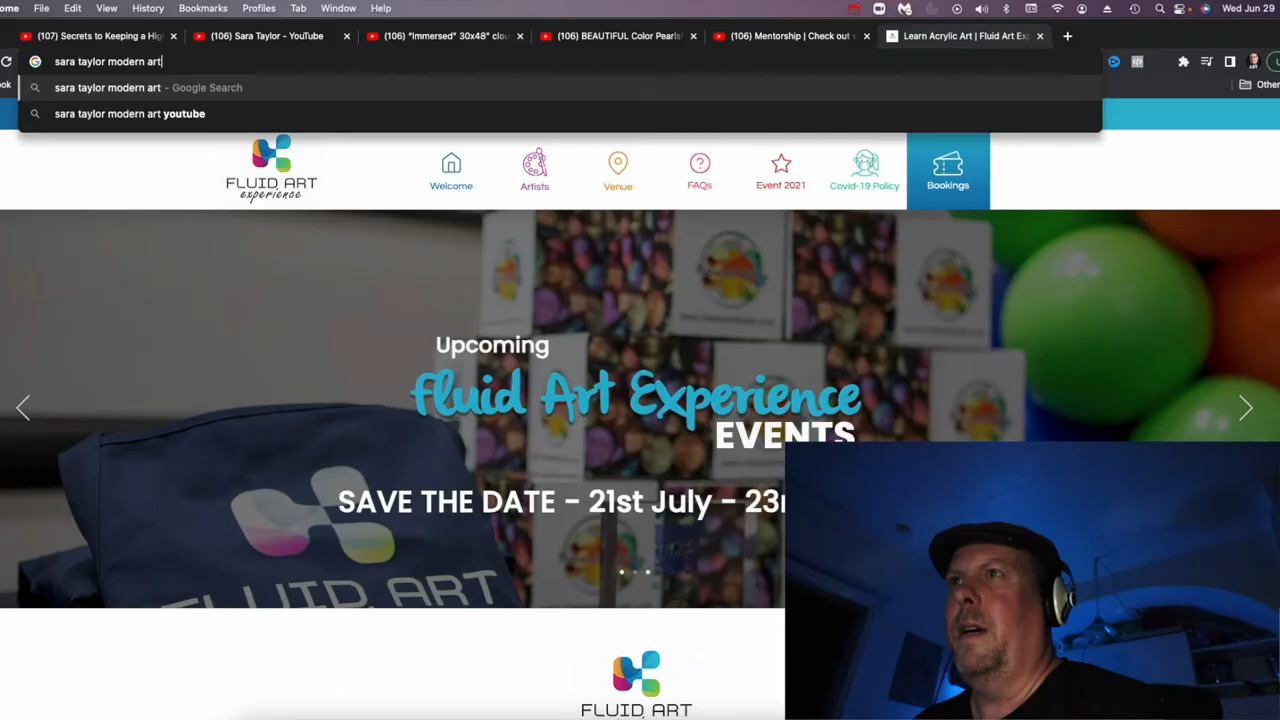 ome File Edit View History Bookmarks Profiles Tab Window Help Wed Jun 29
(107) Secrets to Keeping a Hig (106) Sara Taylor - YouTube (106) “Immersed” 30x48” clou (106) BEAUTIFUL Color Pearls (106) Mentorship | Check out v Learn Acrylic Art | Fluid Art Ex
sara taylor modern art
ook sara taylor modern art - Google Search Other
sara taylor modern art youtube
FLUID ART
experience
Welcome Artists Venue FAQs Event 2021 Covid-19 Policy Bookings
Upcoming
Fluid Art Experience
EVENTS
SAVE THE DATE - 21st July - 23r
FLUID ART
FLUID ART